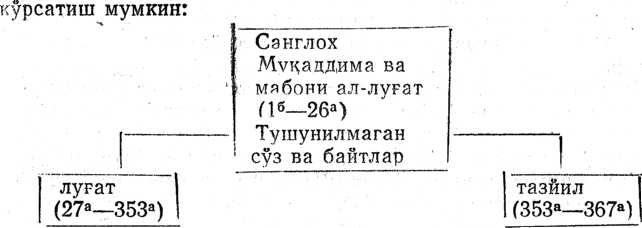 кўрсатиш мумкин:
Санглох
Муқаддима ва
мабони ал-луғат
(1б—26а)
Тушунилмаган
сўз ва байтлар
луғат
(27а—353а)
тазйил
(353а—367а)